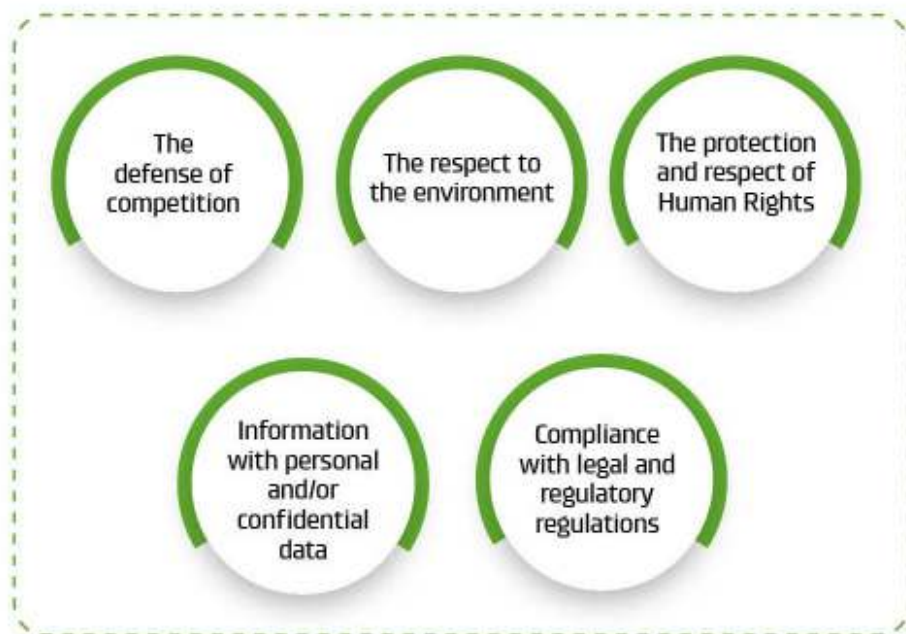 The
defense of
competition
The respect to
the environment
The protection
and respect of
Human Rights
Information
with personal
and/or
confidential
data
Compliance
with legal and
regulatory
regulations